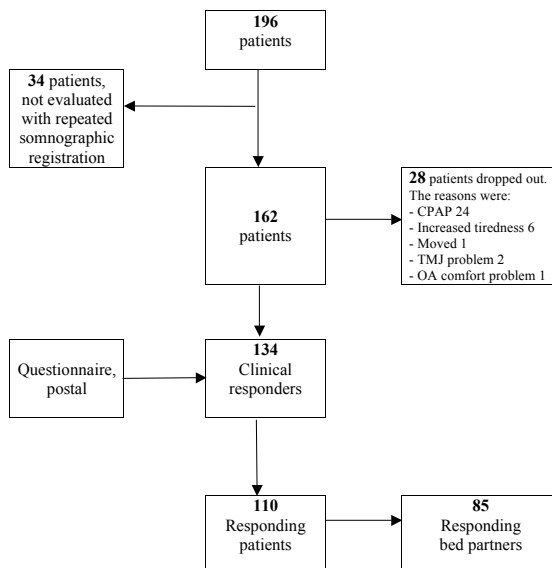 196
patients
34 patients,
not evaluated
with repeated
somnographic
registration
28 patients dropped out.
The reasons were:
- CPAP 24
- Increased tiredness 6
- Moved 1
- TMJ problem 2
- OA comfort problem 1
162
patients
Questionnaire,
postal
134
Clinical
responders
110
Responding
patients
85
Responding
bed partners